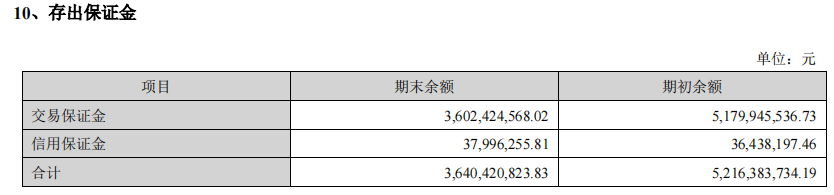 10、存出保证金
单位：元
项目 期末余额 期初余额
交易保证金 3,602,424,568.02 5,179,945,536.73
信用保证金 37,996,255.81 36,438,197.46
合计 3,640,420,823.83 5,216,383,734.19